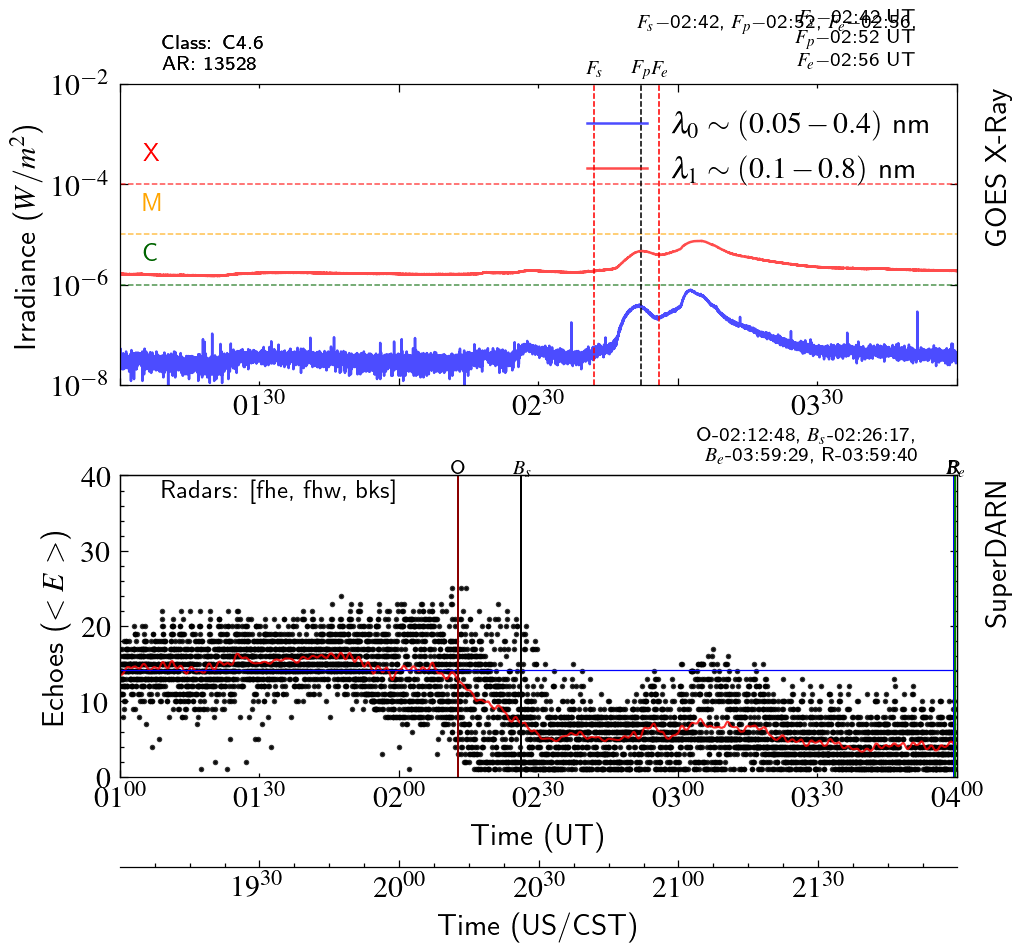 F_s−02:42, F_p−02:52, F_e−02:56,
F_s−02:42 UT
F_p−02:52 UT
F_e−02:56 UT
Class: C4.6
AR: 13528
F_s F_p F_e
10^−2
10^−4
10^−6
10^−8
Irradiance (W/m^2)
X
M
C
λ_0 ∼ (0.05 − 0.4) nm
λ_1 ∼ (0.1 − 0.8) nm
GOES X-Ray
01^30 02^30 03^30
O-02:12:48, B_s-02:26:17,
B_e-03:59:29, R-03:59:40
O B_s B_e R
Radars: [fhe, fhw, bks]
40
30
20
10
0
Echoes (< E >)
SuperDARN
01^00 01^30 02^00 02^30 03^00 03^30 04^00
Time (UT)
19^30 20^00 20^30 21^00 21^30
Time (US/CST)